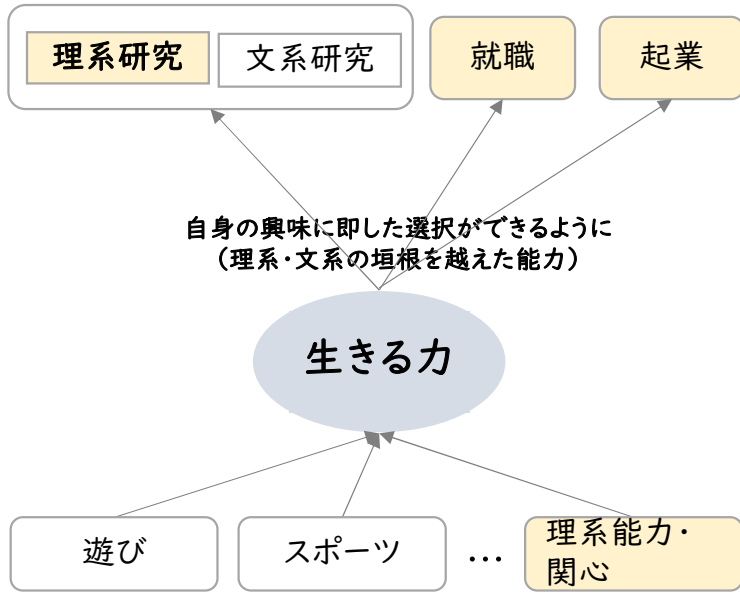 理系研究
文系研究
就職
起業
自身の興味に即した選択ができるように
（理系・文系の垣根を越えた能力）
生きる力
遊び
スポーツ
…
理系能力・
関心